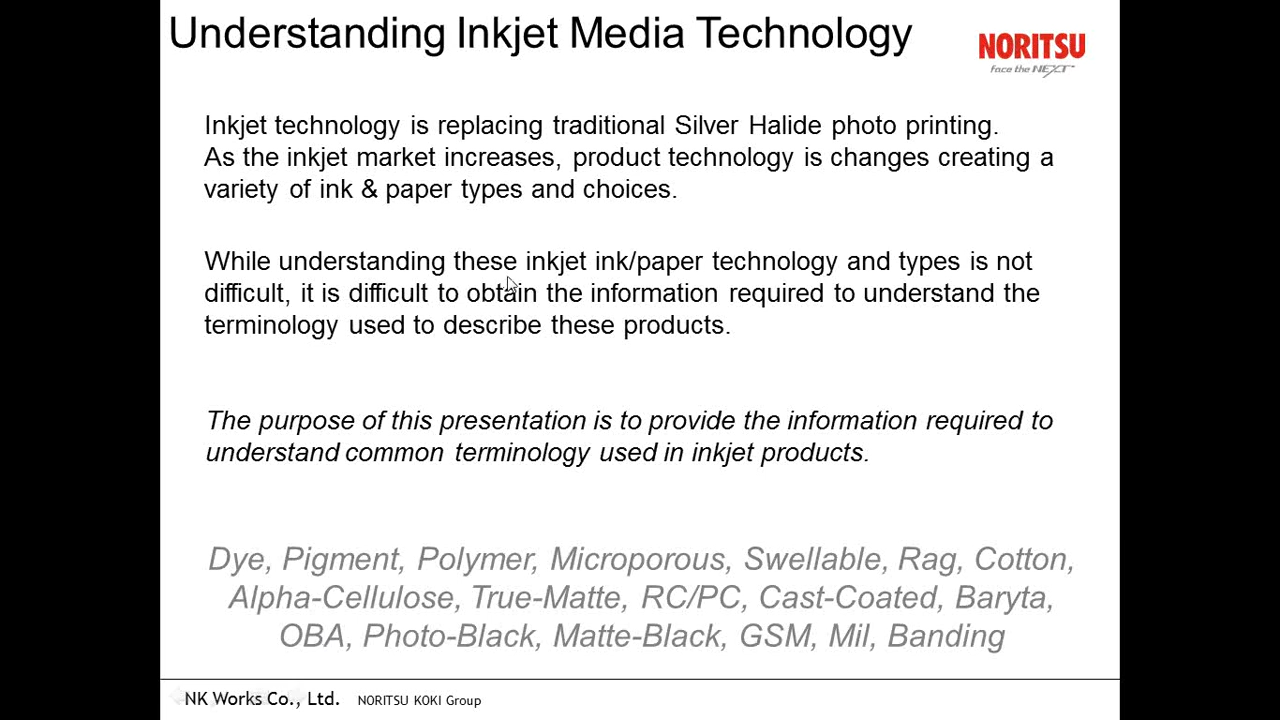 Understanding Inkjet Media Technology
NORITSU
face the NEXT™
Inkjet technology is replacing traditional Silver Halide photo printing.
As the inkjet market increases, product technology is changes creating a
variety of ink & paper types and choices.
While understanding these inkjet ink/paper technology and types is not
difficult, it is difficult to obtain the information required to understand the
terminology used to describe these products.
The purpose of this presentation is to provide the information required to
understand common terminology used in inkjet products.
Dye, Pigment, Polymer, Microporous, Swellable, Rag, Cotton,
Alpha-Cellulose, True-Matte, RC/PC, Cast-Coated, Baryta,
OBA, Photo-Black, Matte-Black, GSM, Mil, Banding
NK Works Co., Ltd. NORITSU KOKI Group